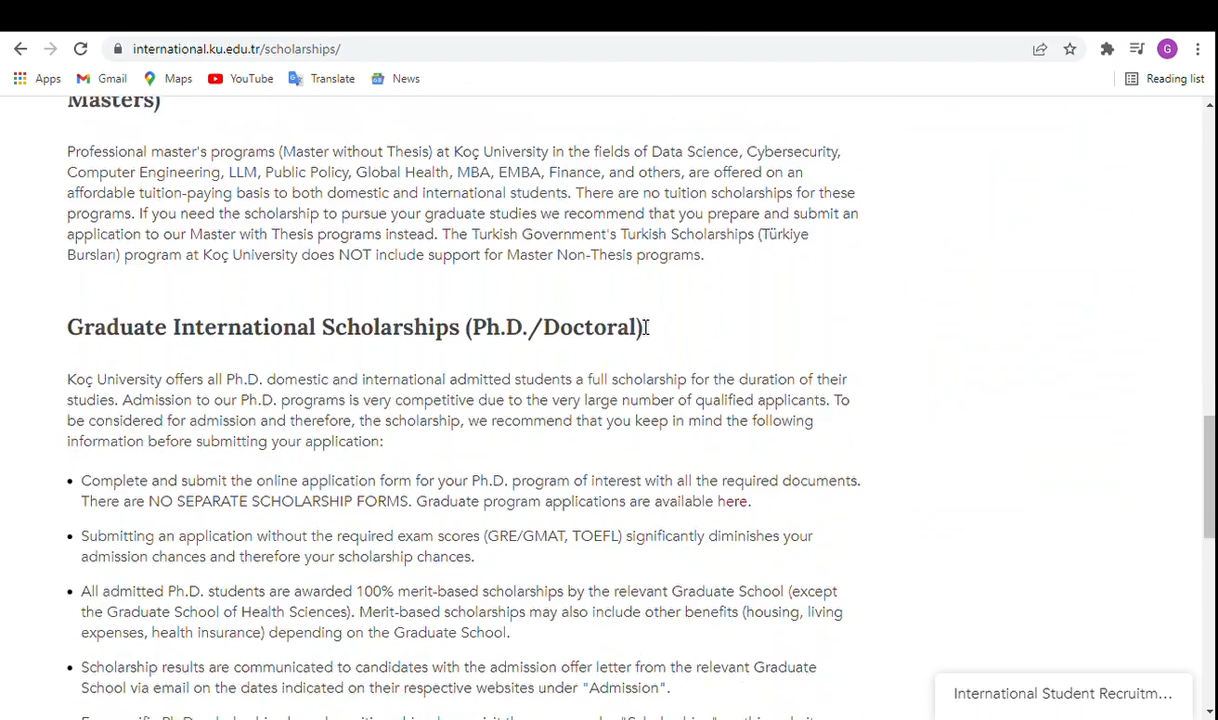 international.ku.edu.tr/scholarships/
G
Apps Gmail Maps YouTube Translate News Reading list
Masters)
Professional master's programs (Master without Thesis) at Koç University in the fields of Data Science, Cybersecurity,
Computer Engineering, LLM, Public Policy, Global Health, MBA, EMBA, Finance, and others, are offered on an
affordable tuition-paying basis to both domestic and international students. There are no tuition scholarships for these
programs. If you need the scholarship to pursue your graduate studies we recommend that you prepare and submit an
application to our Master with Thesis programs instead. The Turkish Government's Turkish Scholarships (Türkiye
Bursları) program at Koç University does NOT include support for Master Non-Thesis programs.
Graduate International Scholarships (Ph.D./Doctoral)
Koç University offers all Ph.D. domestic and international admitted students a full scholarship for the duration of their
studies. Admission to our Ph.D. programs is very competitive due to the very large number of qualified applicants. To
be considered for admission and therefore, the scholarship, we recommend that you keep in mind the following
information before submitting your application:
• Complete and submit the online application form for your Ph.D. program of interest with all the required documents.
There are NO SEPARATE SCHOLARSHIP FORMS. Graduate program applications are available here.
• Submitting an application without the required exam scores (GRE/GMAT, TOEFL) significantly diminishes your
admission chances and therefore your scholarship chances.
• All admitted Ph.D. students are awarded 100% merit-based scholarships by the relevant Graduate School (except
the Graduate School of Health Sciences). Merit-based scholarships may also include other benefits (housing, living
expenses, health insurance) depending on the Graduate School.
• Scholarship results are communicated to candidates with the admission offer letter from the relevant Graduate
School via email on the dates indicated on their respective websites under "Admission".
International Student Recruitm...